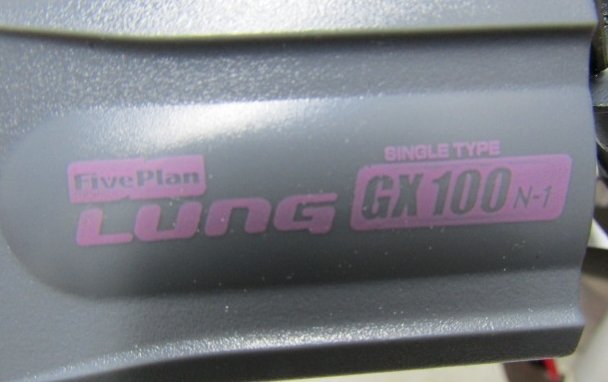 SINGLE TYPE
FivePlan
LUNG GX100 N-1